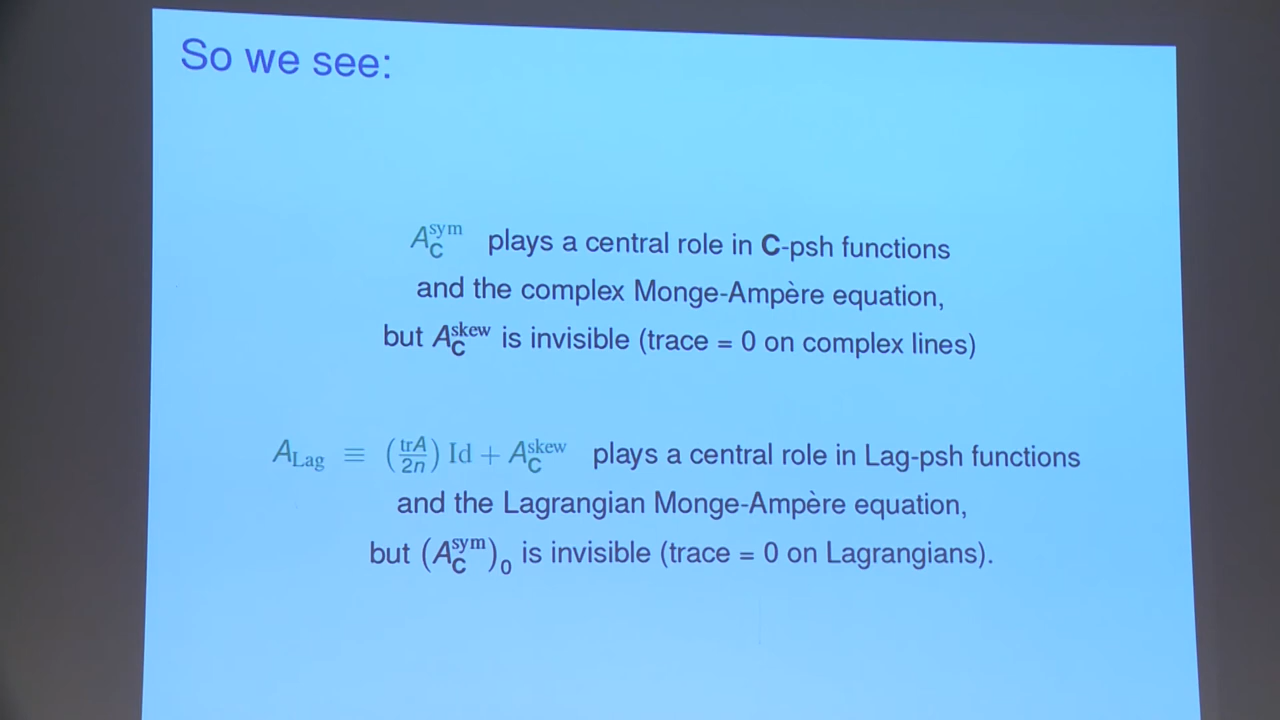 So we see:
A_C^sym plays a central role in C-psh functions
and the complex Monge-Ampère equation,
but A_C^skew is invisible (trace = 0 on complex lines)
A_Lag ≡ (trA/2n) Id + A_C^skew plays a central role in Lag-psh functions
and the Lagrangian Monge-Ampère equation,
but (A_C^sym)_0 is invisible (trace = 0 on Lagrangians).